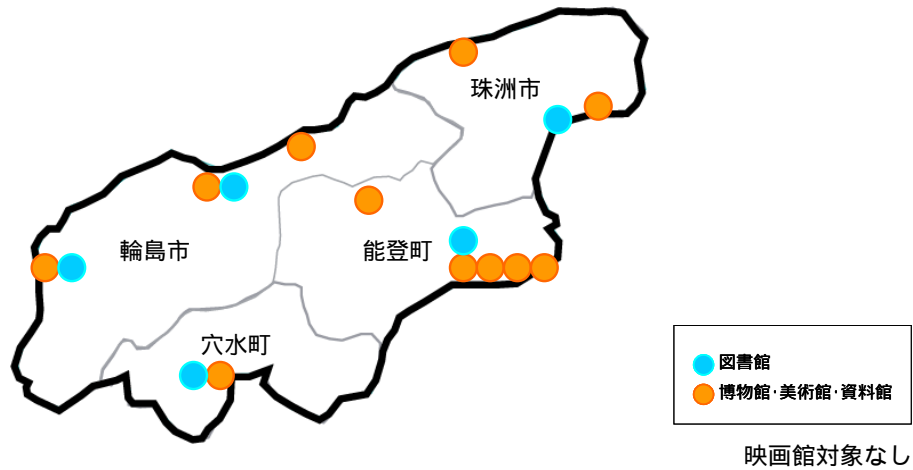 珠洲市
輪島市
能登町
穴水町
図書館
博物館･美術館･資料館
映画館対象なし